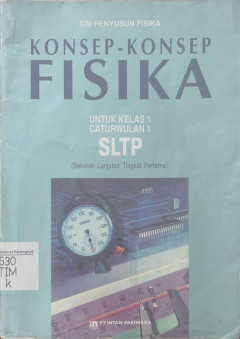 TIM PENYUSUN FISIKA
KONSEP-KONSEP
FISIKA
UNTUK KELAS 1
CATURWULAN 1
SLTP
(Sekolah Lanjutan Tingkat Pertama)
530
TIM
k
PT INTAN PARIWARA